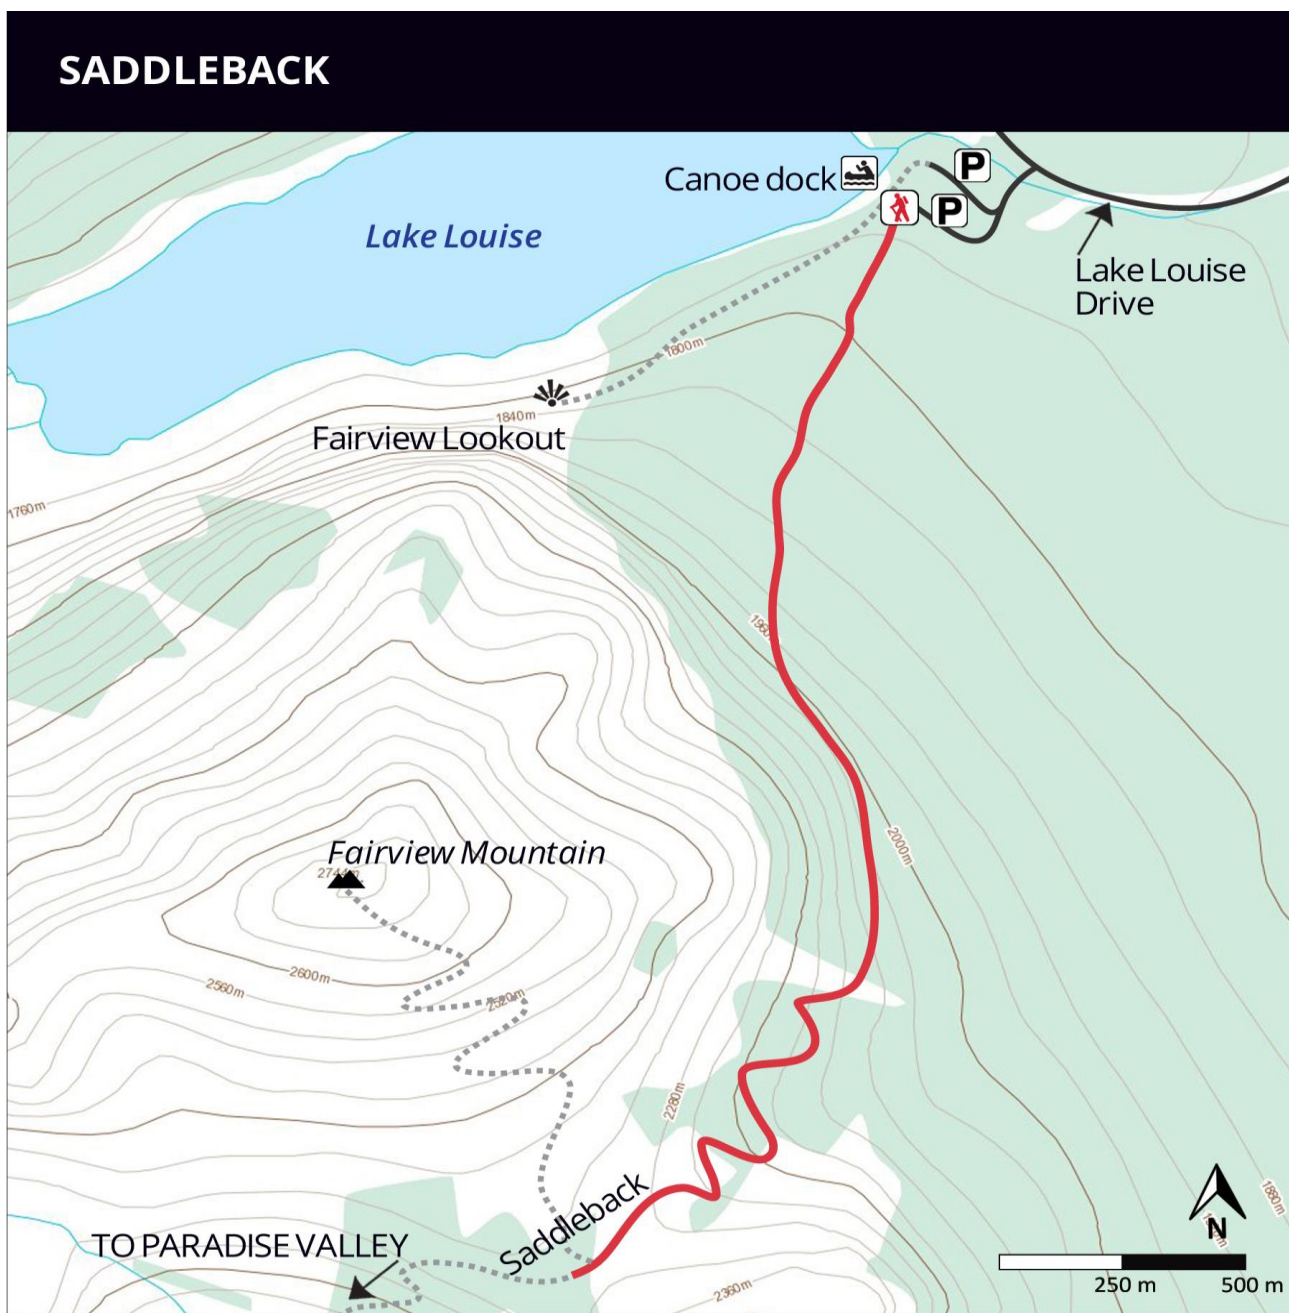 SADDLEBACK
Canoe dock
P
P
Lake Louise
Lake Louise
Drive
1800m
1840m
Fairview Lookout
1760m
2000m
Fairview Mountain
2600m
2560m
2520m
2280m
1880m
Saddleback
TO PARADISE VALLEY
N
2360m
250 m
500 m